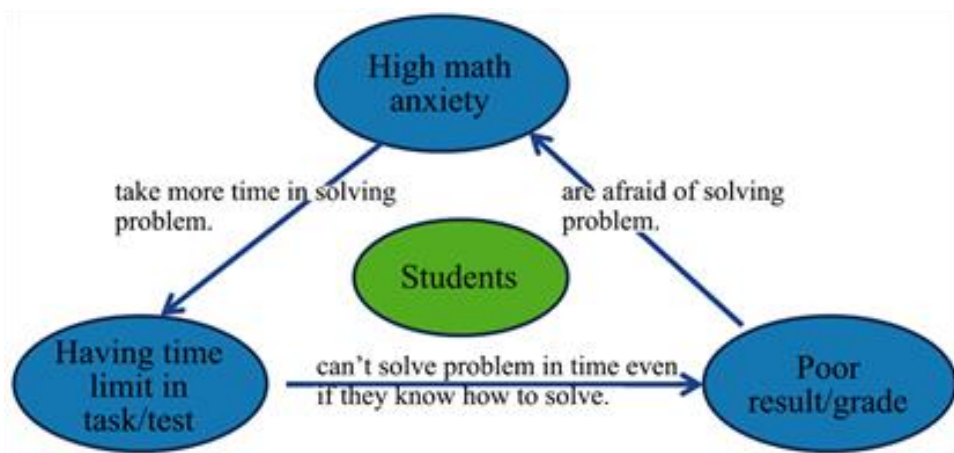 High math
anxiety
take more time in solving
problem.
are afraid of solving
problem.
Students
Having time
limit in
task/test
can't solve problem in time even
if they know how to solve.
Poor
result/grade